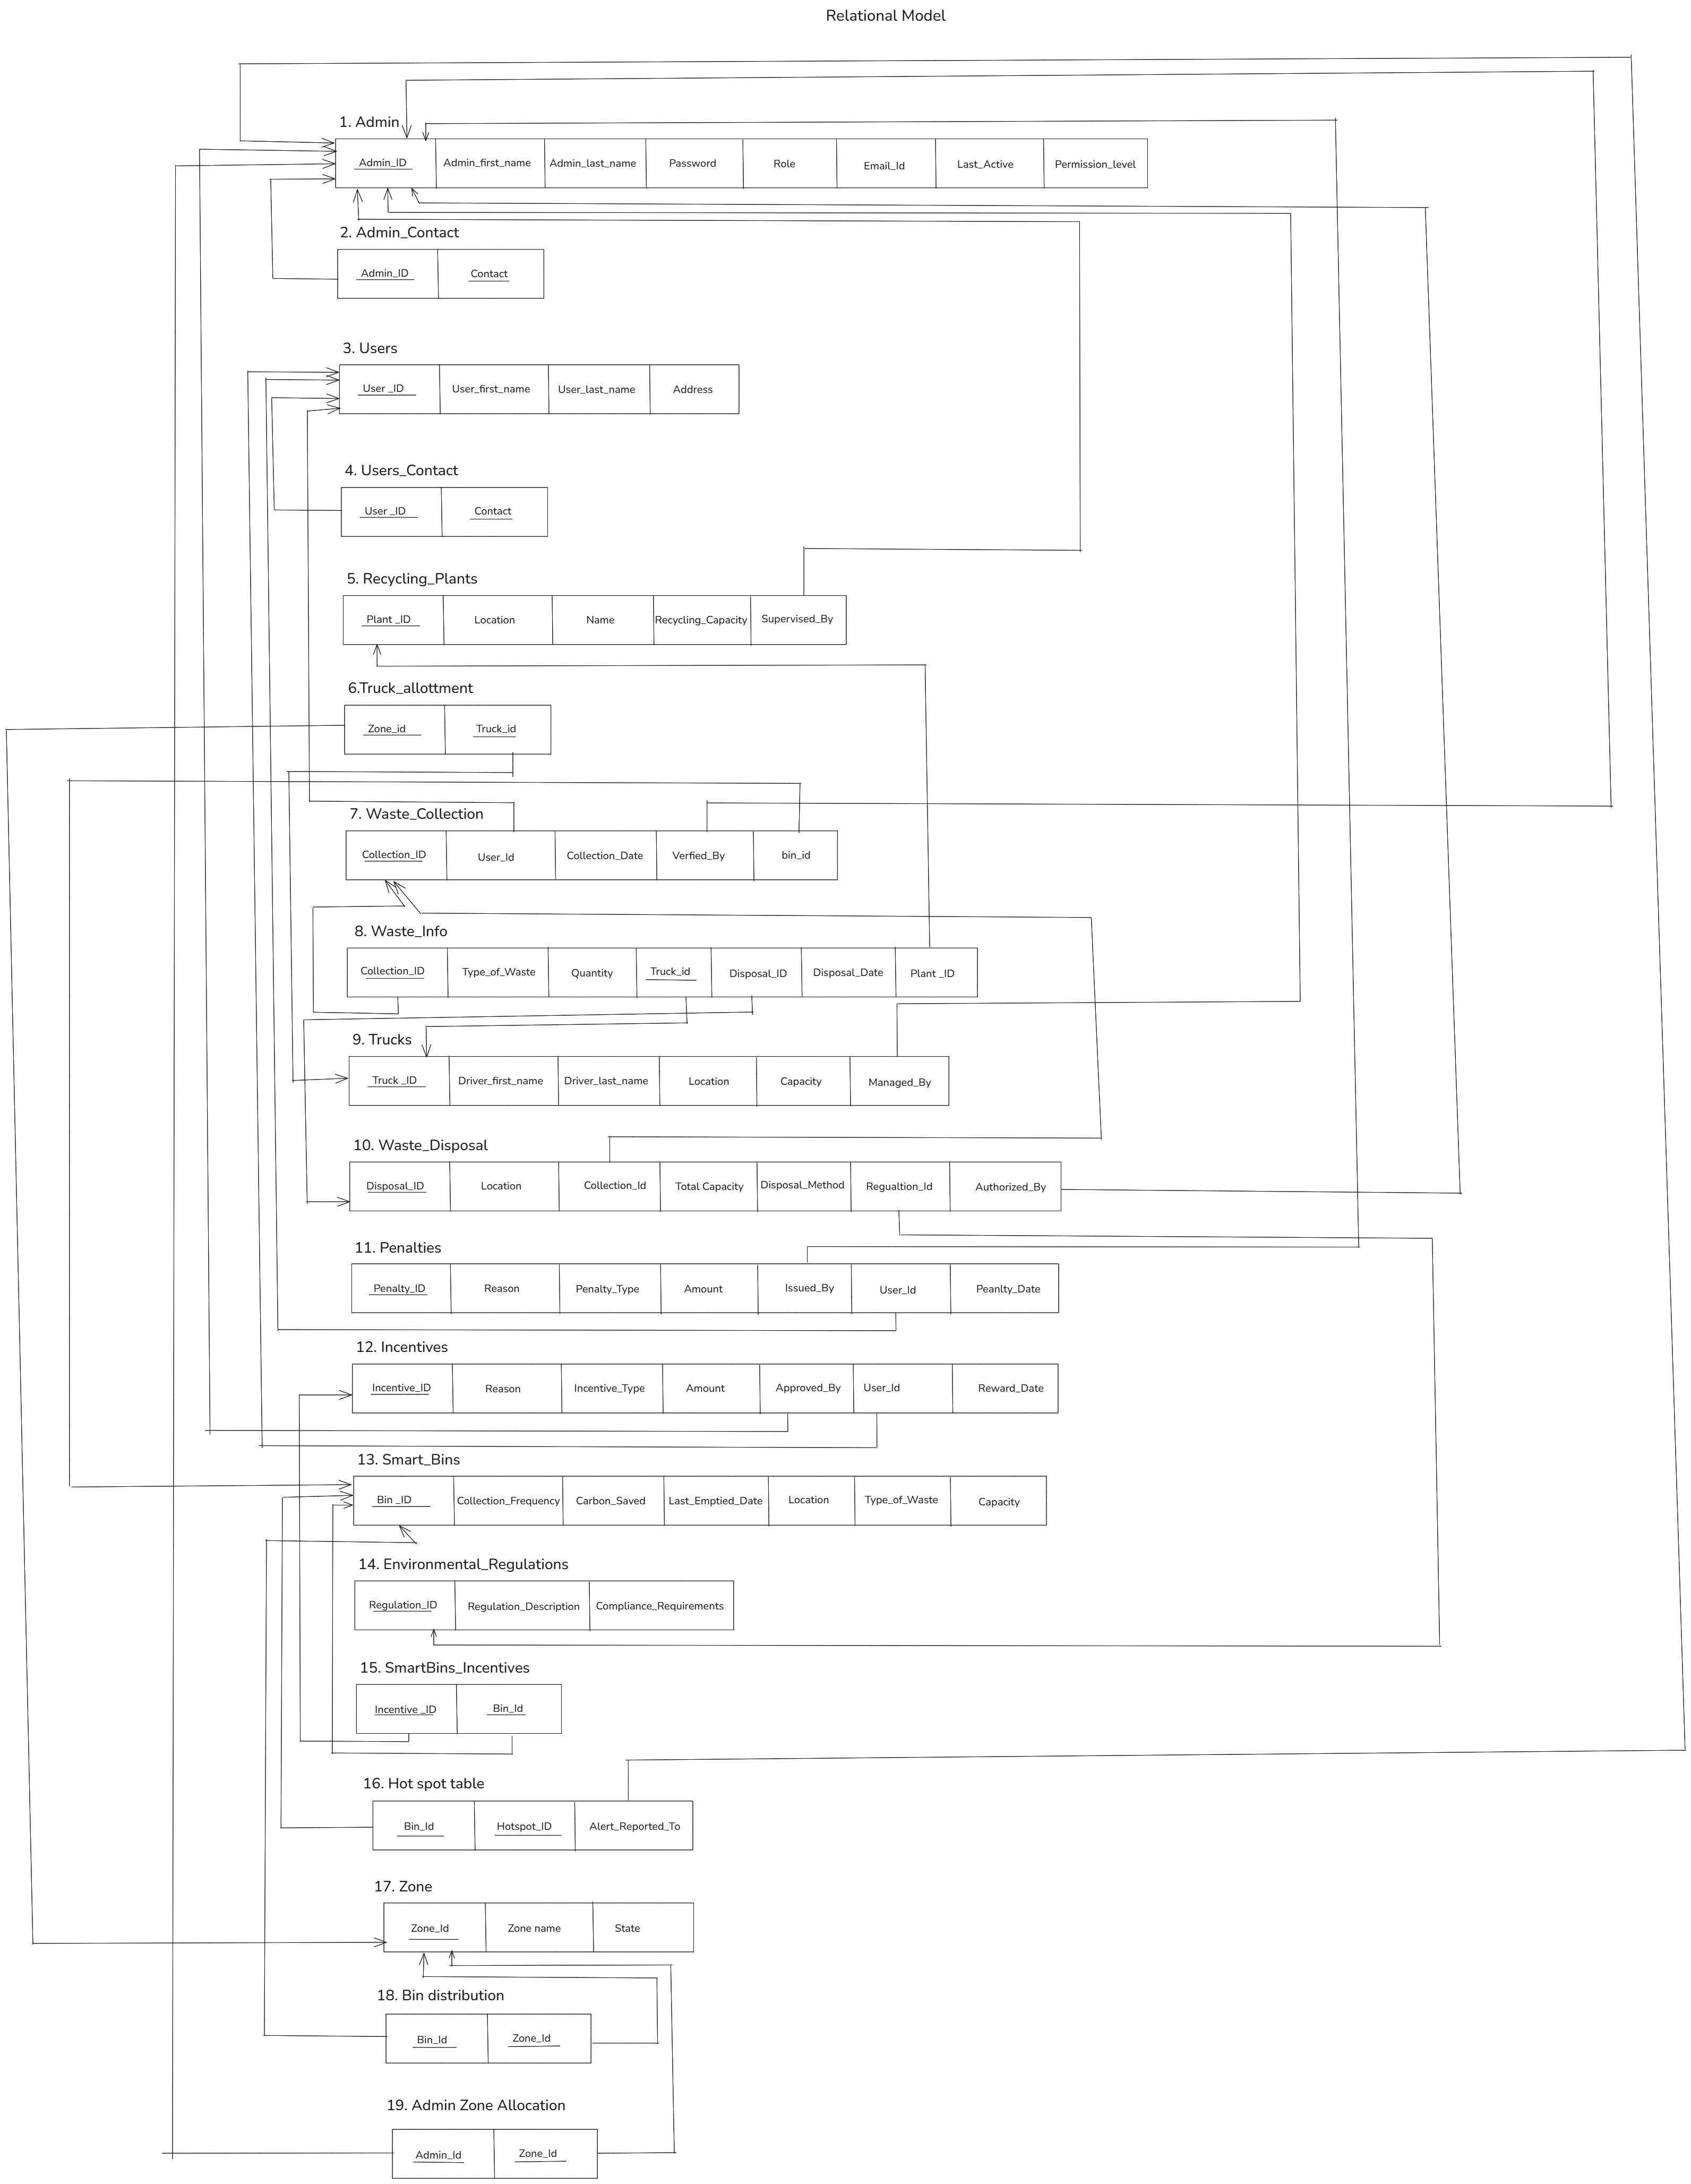 Relational Model
1. Admin
Admin_ID Admin_first_name Admin_last_name Password Role Email_Id Last_Active Permission_level
2. Admin_Contact
Admin_ID Contact
3. Users
User _ID User_first_name User_last_name Address
4. Users_Contact
User _ID Contact
5. Recycling_Plants
Plant _ID Location Name Recycling_Capacity Supervised_By
6.Truck_allottment
Zone_id Truck_id
7. Waste_Collection
Collection_ID User_Id Collection_Date Verfied_By bin_id
8. Waste_Info
Collection_ID Type_of_Waste Quantity Truck_id Disposal_ID Disposal_Date Plant _ID
9. Trucks
Truck _ID Driver_first_name Driver_last_name Location Capacity Managed_By
10. Waste_Disposal
Disposal_ID Location Collection_Id Total Capacity Disposal_Method Regualtion_Id Authorized_By
11. Penalties
Penalty_ID Reason Penalty_Type Amount Issued_By User_Id Peanlty_Date
12. Incentives
Incentive_ID Reason Incentive_Type Amount Approved_By User_Id Reward_Date
13. Smart_Bins
Bin _ID Collection_Frequency Carbon_Saved Last_Emptied_Date Location Type_of_Waste Capacity
14. Environmental_Regulations
Regulation_ID Regulation_Description Compliance_Requirements
15. SmartBins_Incentives
Incentive _ID Bin_Id
16. Hot spot table
Bin_Id Hotspot_ID Alert_Reported_To
17. Zone
Zone_Id Zone name State
18. Bin distribution
Bin_Id Zone_Id
19. Admin Zone Allocation
Admin_Id Zone_Id